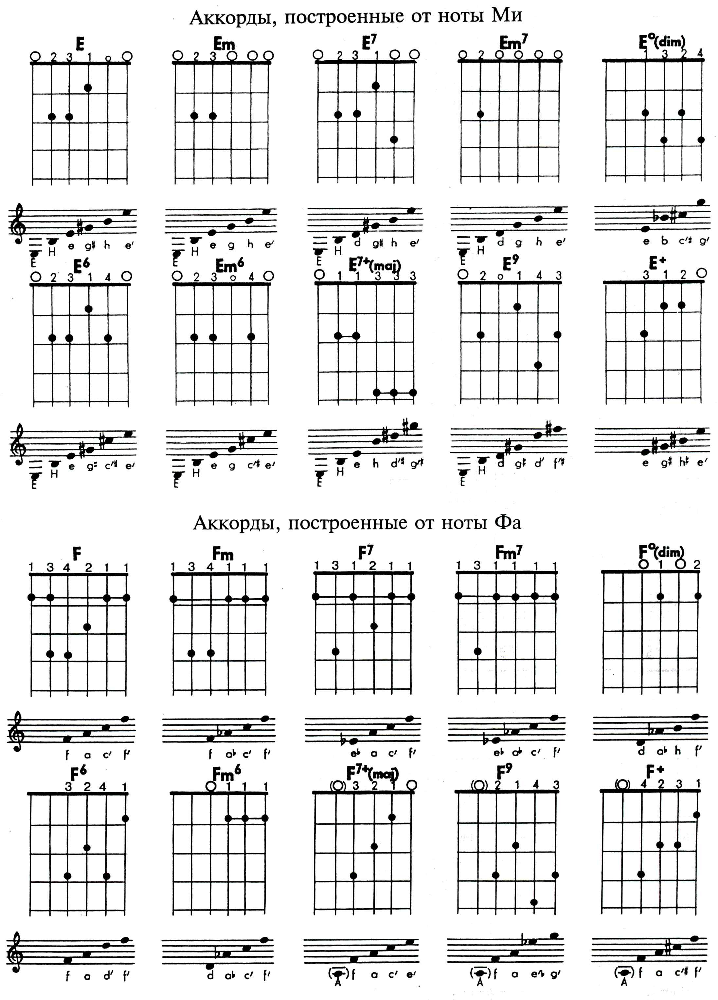 Аккорды, построенные от ноты Ми
E Em E7 Em7 Eo(dim)
2 3 1 o
2 3
2 3 1
2
1 3 2 4
E H e g# h e′
E H e g h e′
E H d g# h e′
E H d g h e′
e b c′# g′
E6 Em6 E7+(maj) E9 E+
2 3 1 4
2 3 o 4
1 1 3 3 3
2 o 1 4 3
3 1 2
E H e g# c′# e′
E H e g c′# e′
E H e h d′# g′#
E H d g# d′ f′#
e g# h# e′
Аккорды, построенные от ноты Фа
F Fm F7 Fm7 Fo(dim)
1 3 4 2 1 1
1 3 4 1 1 1
1 3 1 2 1 1
1 3 1 1 1 1
1 2
f a c′ f′
f a♭ c′ f′
e♭ a c′ f′
e♭ a♭ c′ f′
d a♭ h f′
F6 Fm6 F7+(maj) F9 F+
3 2 4 1
1 1 1
3 2 1
2 1 4 3
4 2 3 1
f a d′ f′
d a♭ c′ f′
A f a c′ e′
A f a e′♭ g′
A f a c′# f′